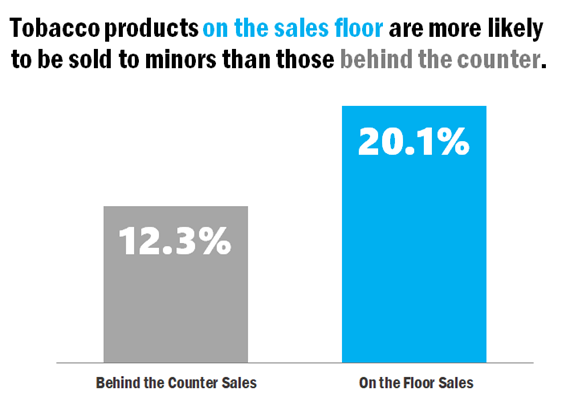 Tobacco products on the sales floor are more likely
to be sold to minors than those behind the counter.
20.1%
12.3%
Behind the Counter Sales
On the Floor Sales